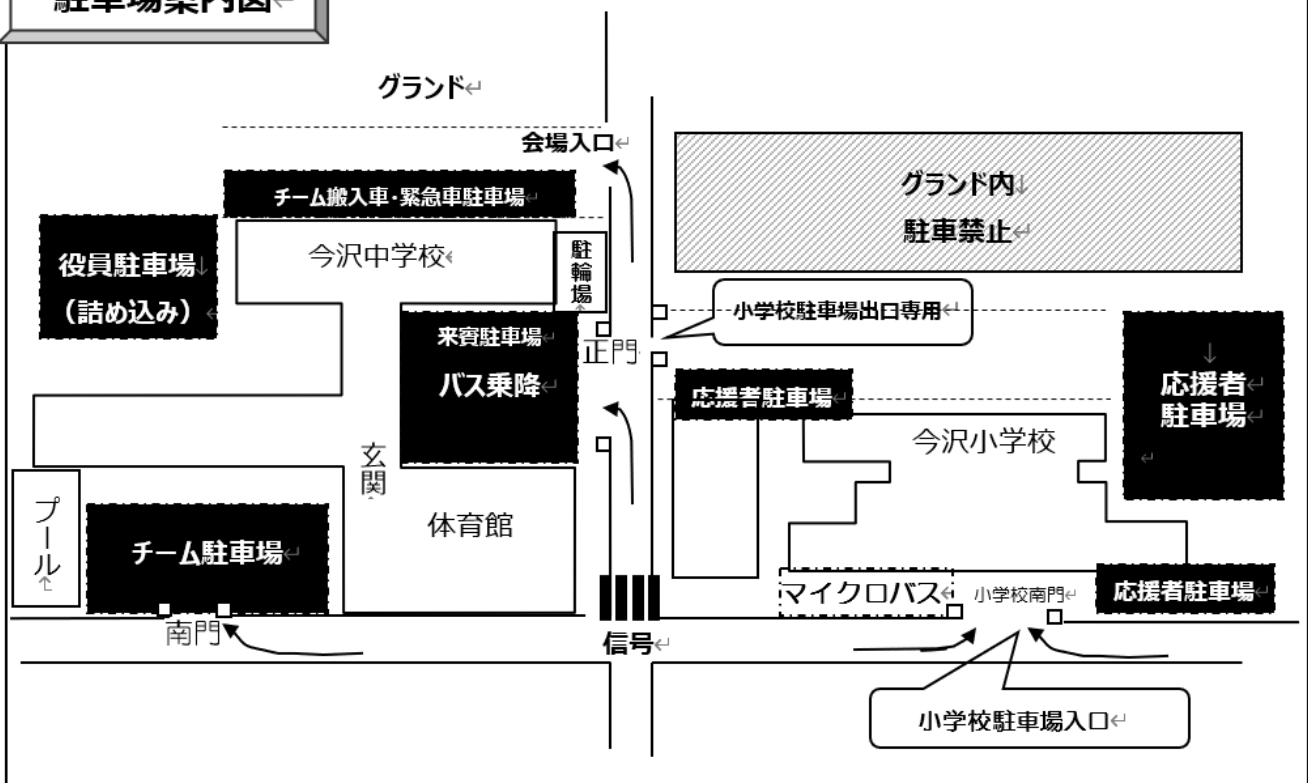 駐車場案内図
グランド
会場入口
チーム搬入車・緊急車駐車場
グランド内
駐車禁止
役員駐車場
（詰め込み）
今沢中学校
駐輪場
小学校駐車場出口専用
来賓駐車場
バス乗降
正門
応援者駐車場
応援者
駐車場
今沢小学校
玄関
プール
チーム駐車場
体育館
マイクロバス
小学校南門
応援者駐車場
南門
信号
小学校駐車場入口